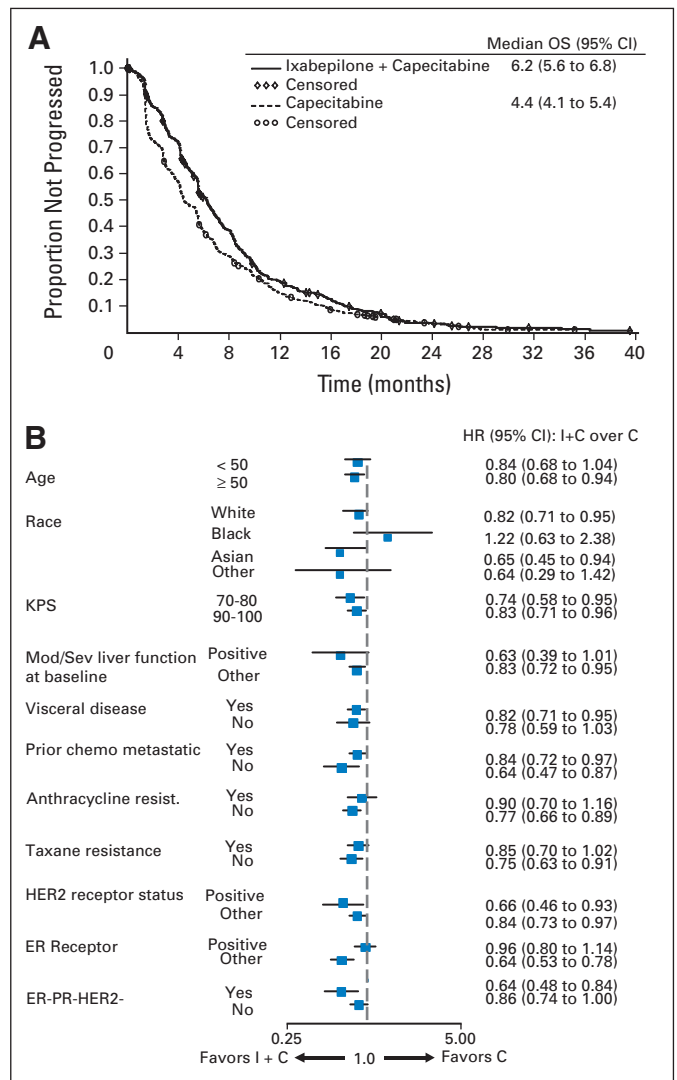 A
Median OS (95% CI)
Ixabepilone + Capecitabine 6.2 (5.6 to 6.8)
Censored
Capecitabine 4.4 (4.1 to 5.4)
Censored
Proportion Not Progressed
1.0
0.9
0.8
0.7
0.6
0.5
0.4
0.3
0.2
0.1
0 4 8 12 16 20 24 28 32 36 40
Time (months)
B
HR (95% CI): I+C over C
Age
< 50 0.84 (0.68 to 1.04)
≥ 50 0.80 (0.68 to 0.94)
Race
White 0.82 (0.71 to 0.95)
Black 1.22 (0.63 to 2.38)
Asian 0.65 (0.45 to 0.94)
Other 0.64 (0.29 to 1.42)
KPS
70-80 0.74 (0.58 to 0.95)
90-100 0.83 (0.71 to 0.96)
Mod/Sev liver function
at baseline
Positive 0.63 (0.39 to 1.01)
Other 0.83 (0.72 to 0.95)
Visceral disease
Yes 0.82 (0.71 to 0.95)
No 0.78 (0.59 to 1.03)
Prior chemo metastatic
Yes 0.84 (0.72 to 0.97)
No 0.64 (0.47 to 0.87)
Anthracycline resist.
Yes 0.90 (0.70 to 1.16)
No 0.77 (0.66 to 0.89)
Taxane resistance
Yes 0.85 (0.70 to 1.02)
No 0.75 (0.63 to 0.91)
HER2 receptor status
Positive 0.66 (0.46 to 0.93)
Other 0.84 (0.73 to 0.97)
ER Receptor
Positive 0.96 (0.80 to 1.14)
Other 0.64 (0.53 to 0.78)
ER-PR-HER2-
Yes 0.64 (0.48 to 0.84)
No 0.86 (0.74 to 1.00)
0.25 5.00
Favors I + C 1.0 Favors C